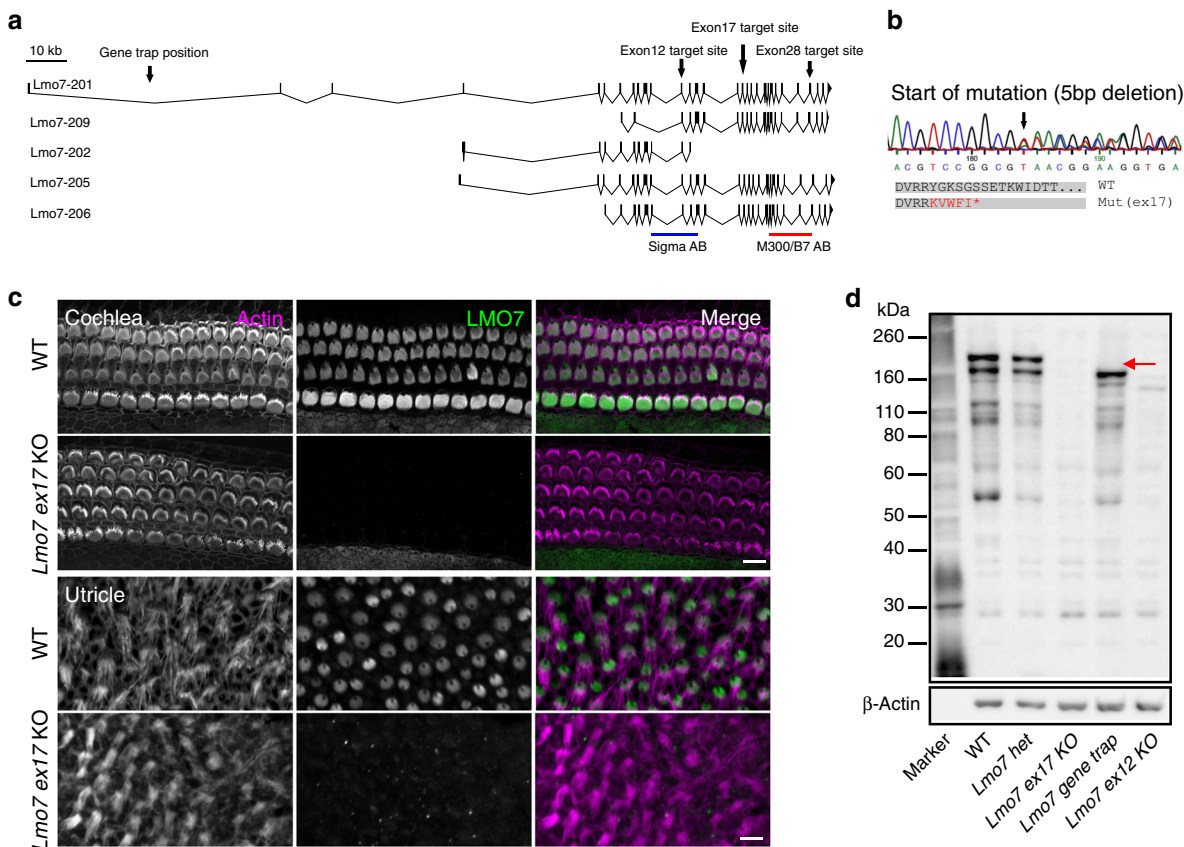 a
10 kb
Gene trap position
Exon17 target site
Exon12 target site
Exon28 target site
Lmo7-201
Lmo7-209
Lmo7-202
Lmo7-205
Lmo7-206
Sigma AB
M300/B7 AB
b
Start of mutation (5bp deletion)
180
190
A C G T C C G G C G T A A C G G A A G G T G A
DVRRYGKSGSSETKWIDTT... WT
DVRRKVWFI* Mut(ex17)
c
Cochlea
Actin
LMO7
Merge
WT
Lmo7 ex17 KO
Utricle
WT
Lmo7 ex17 KO
d
kDa
260
160
110
80
60
50
40
30
20
β-Actin
Marker
WT
Lmo7 het
Lmo7 ex17 KO
Lmo7 gene trap
Lmo7 ex12 KO